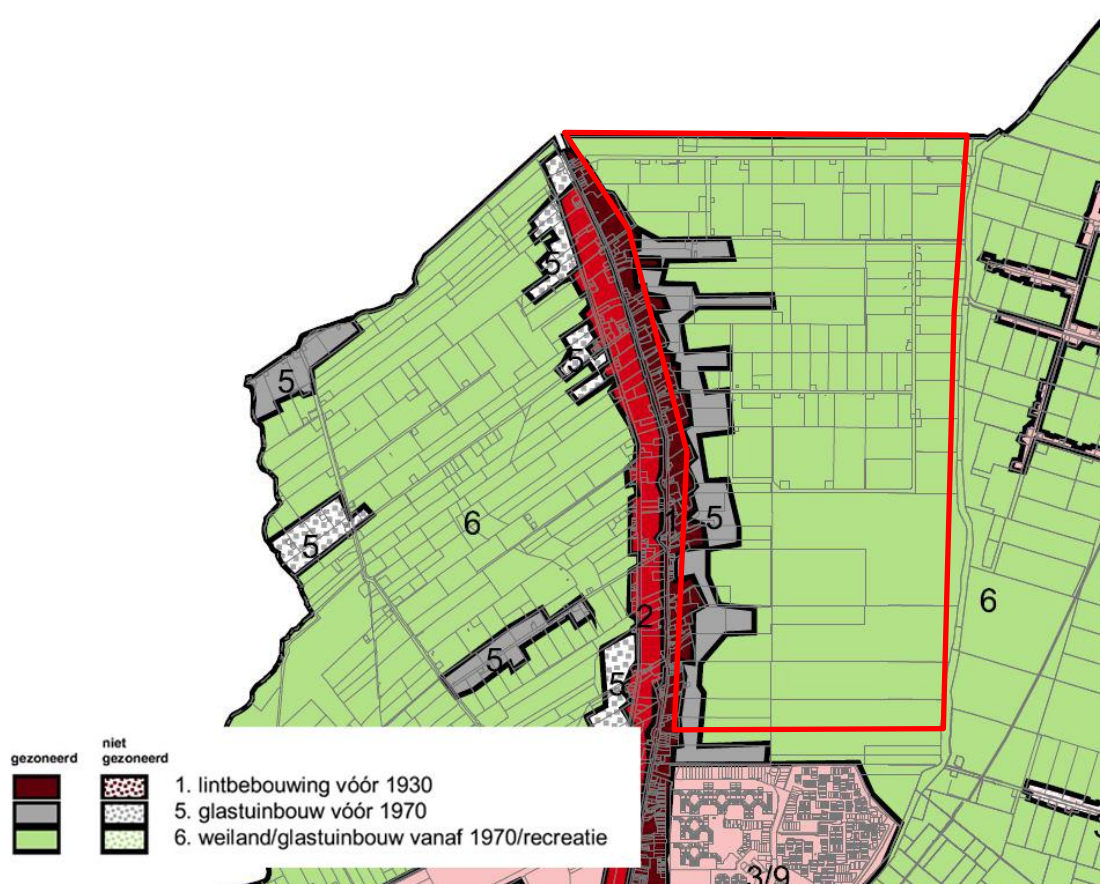 5
5
5
1
5
6
5
6
2
5
5
gezoneerd
niet
gezoneerd
1. lintbebouwing vóór 1930
5. glastuinbouw vóór 1970
6. weiland/glastuinbouw vanaf 1970/recreatie
3/9